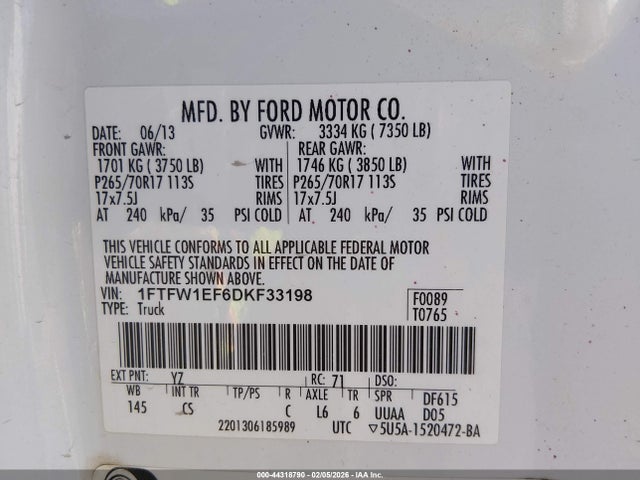 MFD. BY FORD MOTOR CO.
DATE: 06/13 GVWR: 3334 KG ( 7350 LB)
FRONT GAWR: REAR GAWR:
1701 KG ( 3750 LB) WITH 1746 KG ( 3850 LB) WITH
P265/70R17 113S TIRES P265/70R17 113S TIRES
17x7.5J RIMS 17x7.5J RIMS
AT 240 kPa/ 35 PSI COLD AT 240 kPa/ 35 PSI COLD
THIS VEHICLE CONFORMS TO ALL APPLICABLE FEDERAL MOTOR
VEHICLE SAFETY STANDARDS IN EFFECT ON THE DATE OF
MANUFACTURE SHOWN ABOVE.
VIN: 1FTFW1EF6DKF33198 F0089
TYPE: Truck T0765
EXT PNT: YZ RC: 71 DSO:
WB INT TR TP/PS R AXLE TR SPR DF615
145 CS C L6 6 UUAA D05
2201306185989 UTC ▽5U5A-1520472-BA
000-44318790 - 02/05/2026 - IAA Inc.